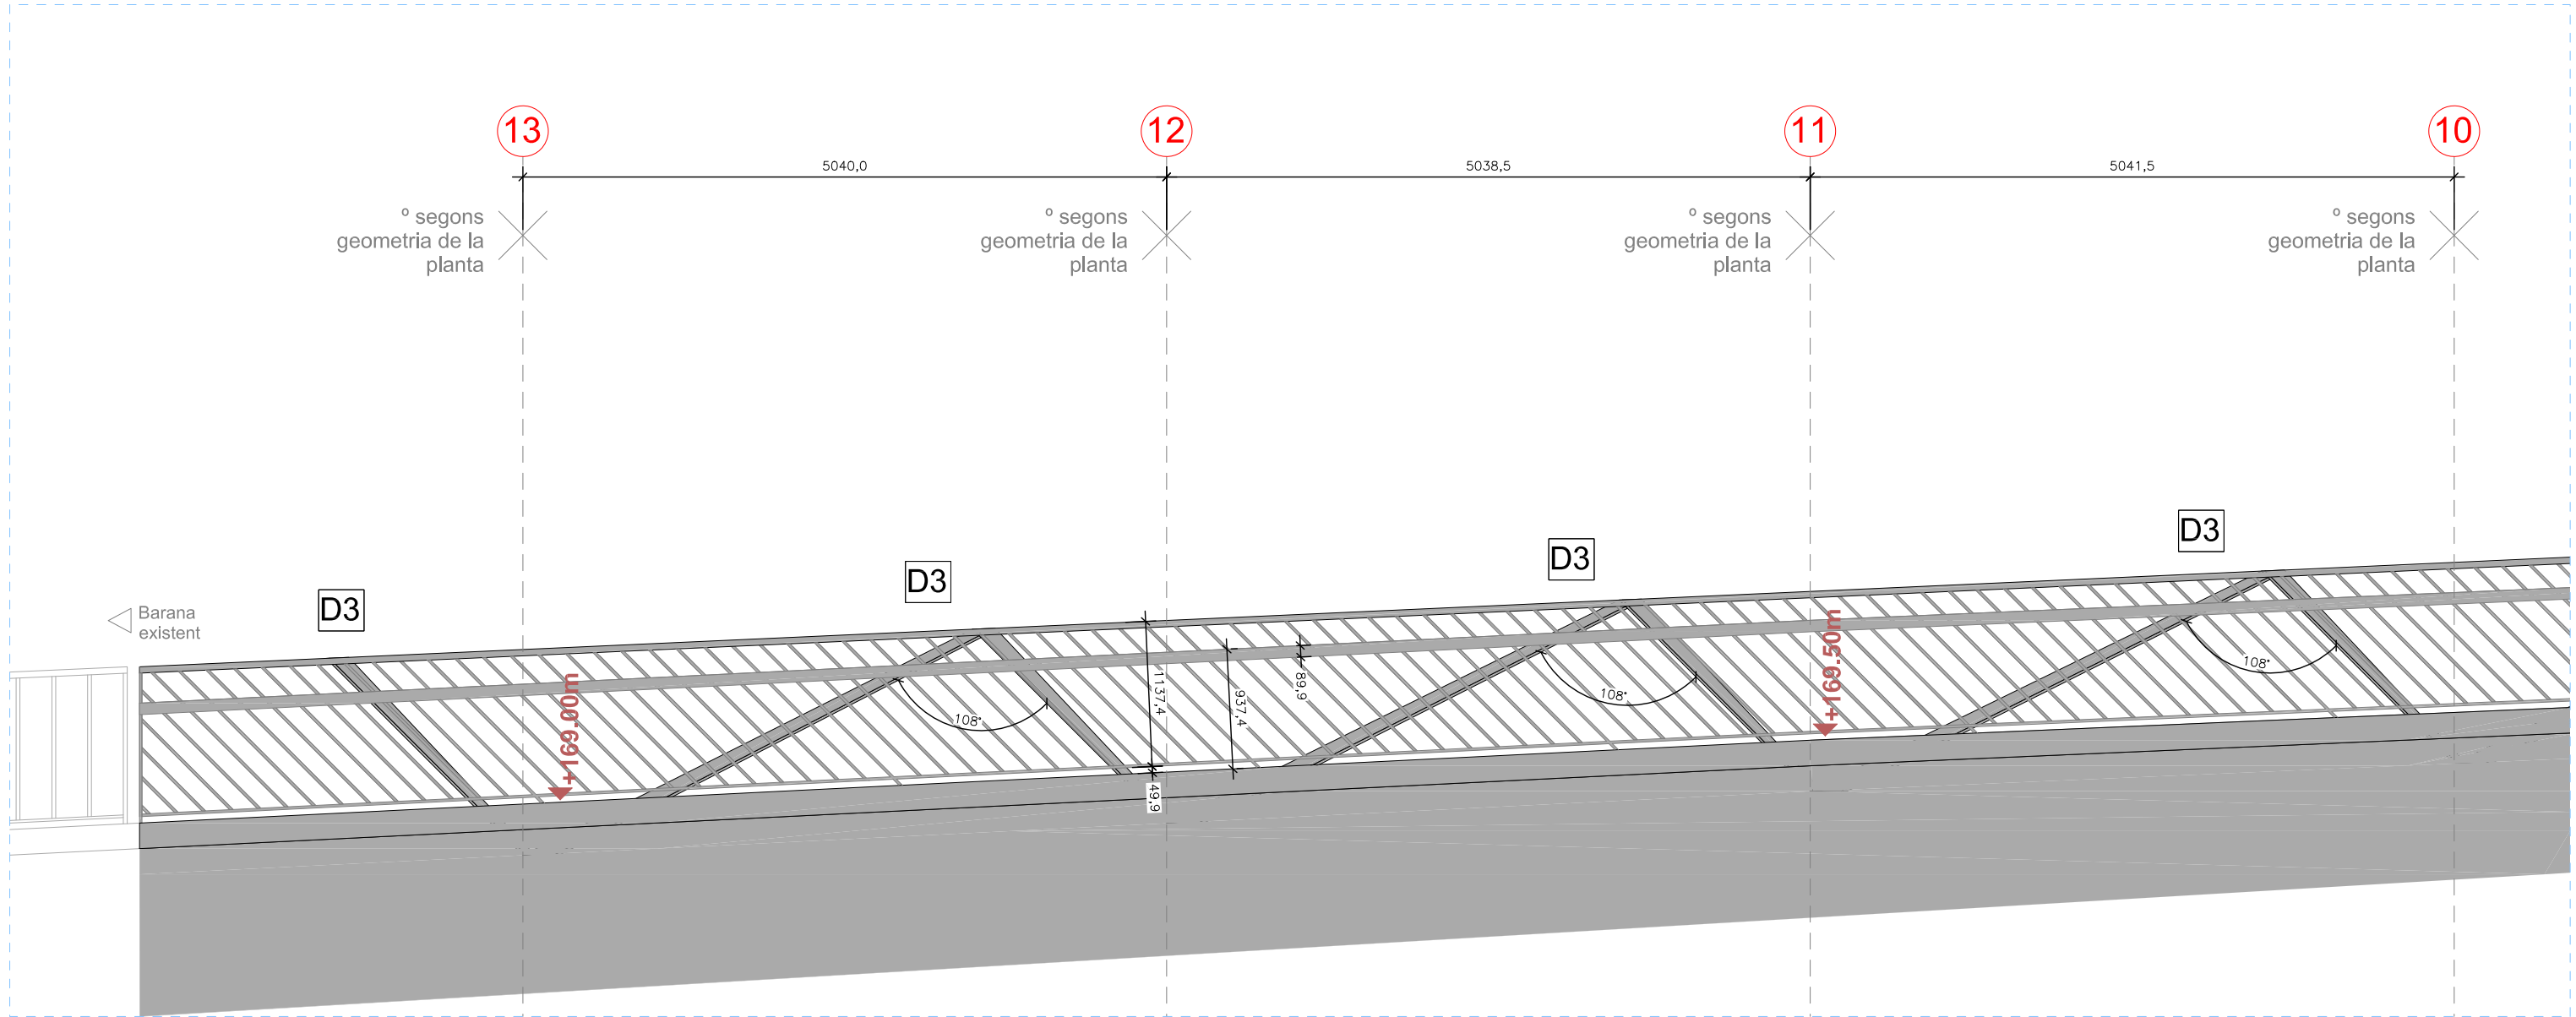 13
12
11
10
5040,0
5038,5
5041,5
º segons
geometria de la
planta
º segons
geometria de la
planta
º segons
geometria de la
planta
º segons
geometria de la
planta
D3
D3
D3
D3
Barana
existent
+169.00m
+169.50m
108°
108°
108°
1137,4
937,4
89,9
49,9